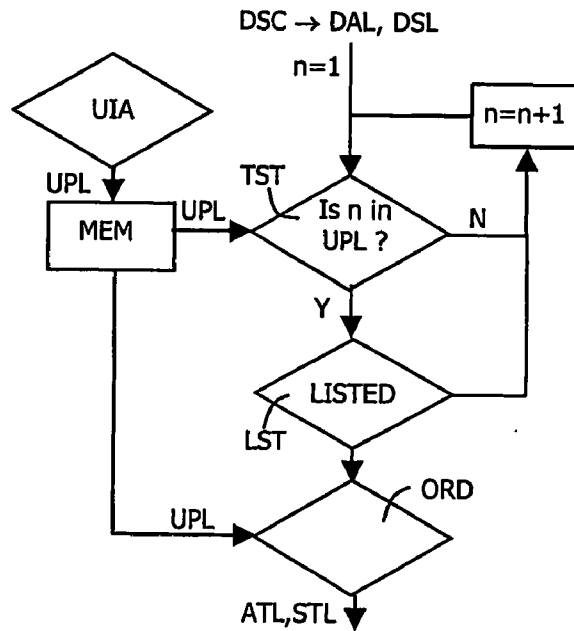 DSC → DAL, DSL
n=1
UIA
n=n+1
UPL
TST
MEM
UPL
Is n in
UPL ?
N
Y
LISTED
LST
ORD
UPL
ATL,STL